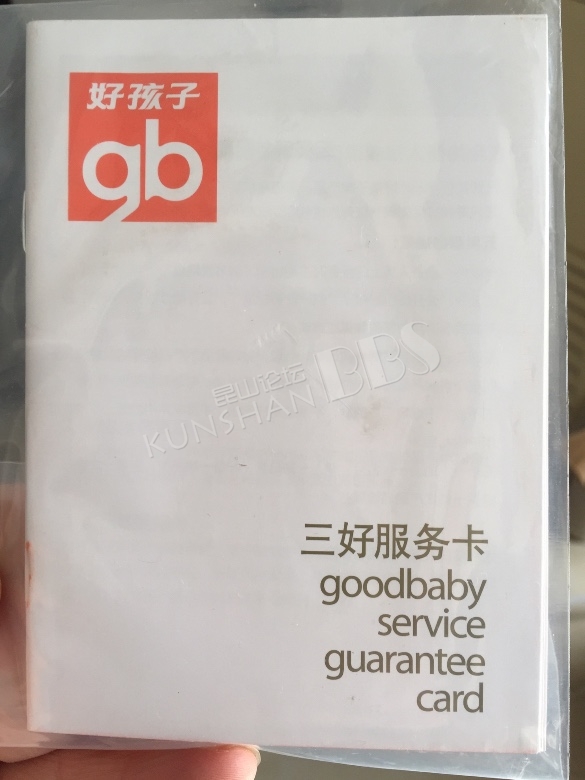 好孩子
gb
昆山论坛
KUNSHAN BBS
三好服务卡
goodbaby
service
guarantee
card